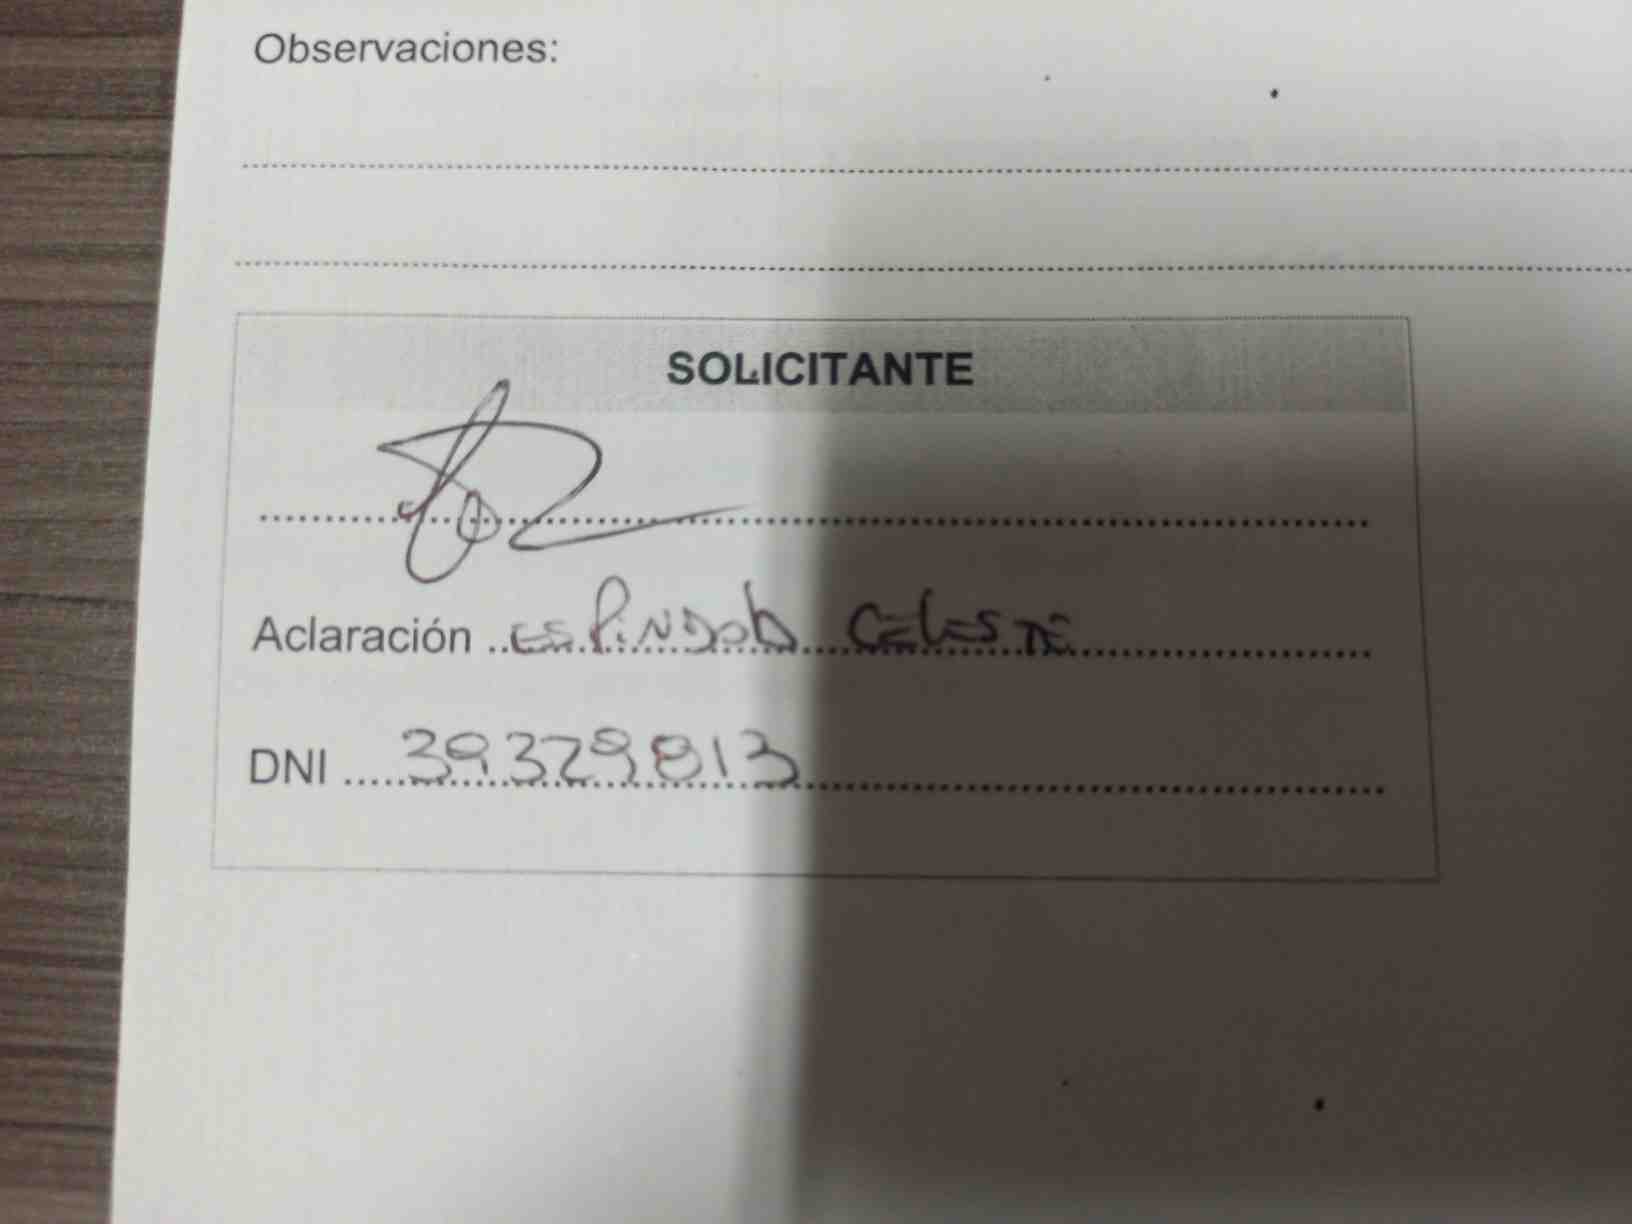 Observaciones:
SOLICITANTE
Aclaración ESPINDOLA CELESTE
DNI 39379813